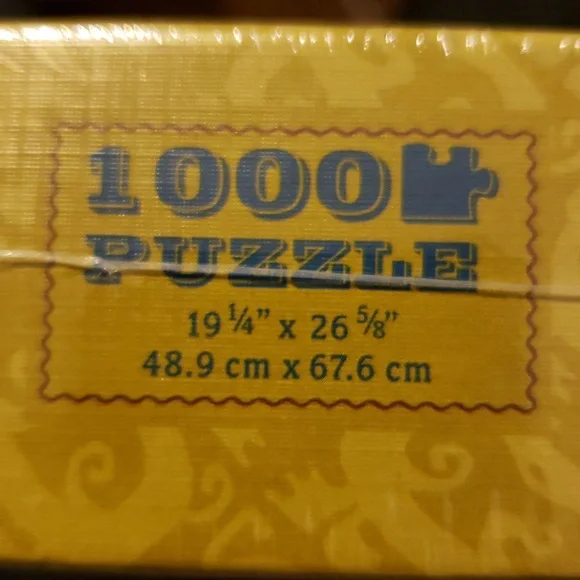 1000
PUZZLE
19 ¼" x 26 ⅝"
48.9 cm x 67.6 cm